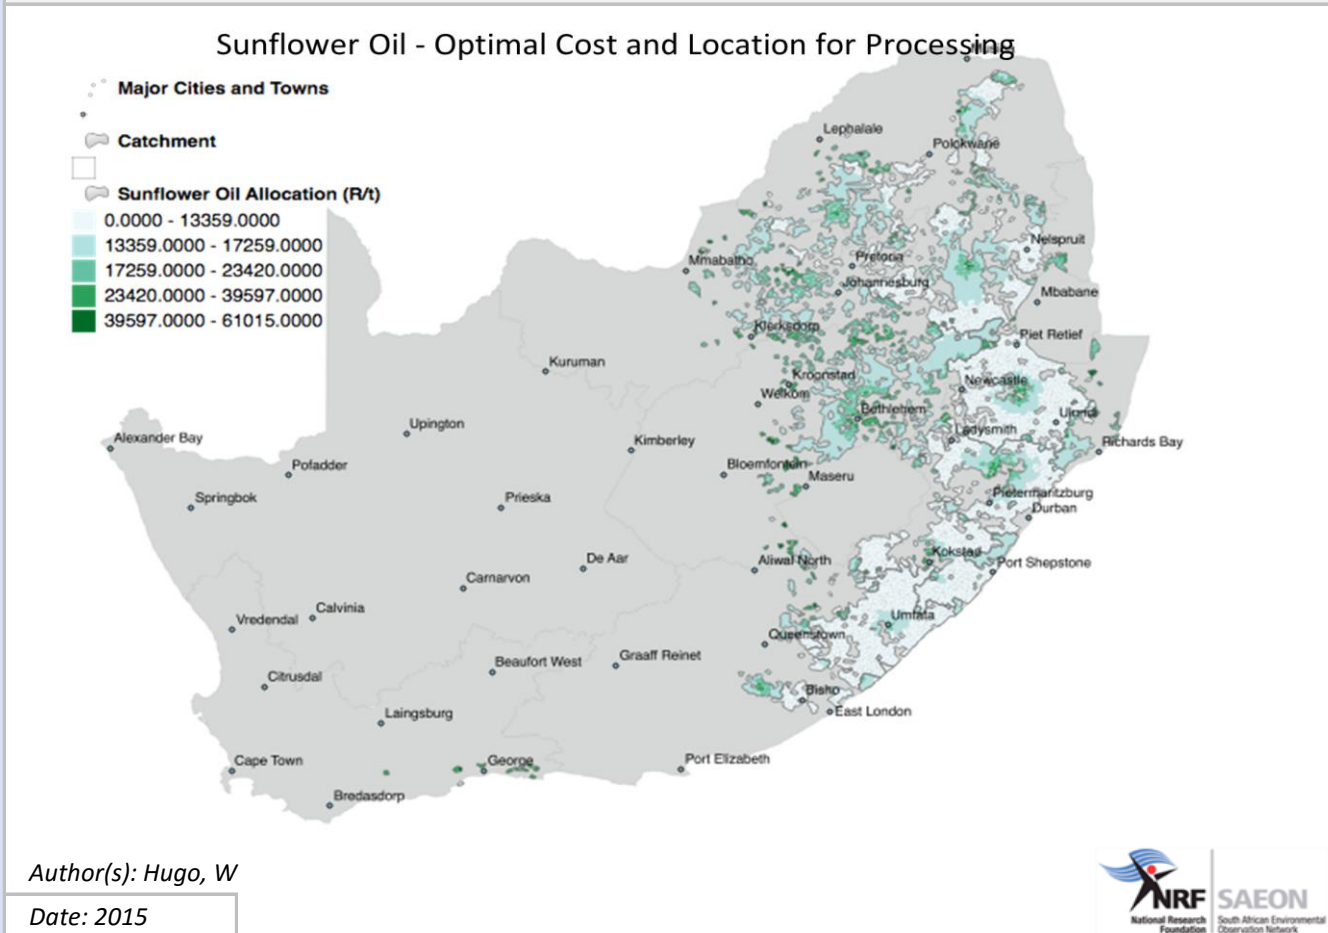 Sunflower Oil - Optimal Cost and Location for Processing
Major Cities and Towns
Catchment
Sunflower Oil Allocation (R/t)
0.0000 - 13359.0000
13359.0000 - 17259.0000
17259.0000 - 23420.0000
23420.0000 - 39597.0000
39597.0000 - 61015.0000
Lephalale
Polokwane
Nelspruit
Mmabatho
Pretoria
Johannesburg
Mbabane
Klerksdorp
Piet Retief
Kuruman
Kroonstad
Newcastle
Welkom
Bethlehem
Ulundi
Upington
Ladysmith
Alexander Bay
Kimberley
Richards Bay
Pofadder
Bloemfontein
Maseru
Springbok
Prieska
Pietermaritzburg
Durban
De Aar
Aliwal North
Kokstad
Port Shepstone
Carnarvon
Calvinia
Vredendal
Umtata
Queenstown
Beaufort West
Graaff Reinet
Citrusdal
Bisho
Laingsburg
East London
Cape Town
George
Port Elizabeth
Bredasdorp
Author(s): Hugo, W
Date: 2015
NRF
National Research
Foundation
SAEON
South African Environmental
Observation Network